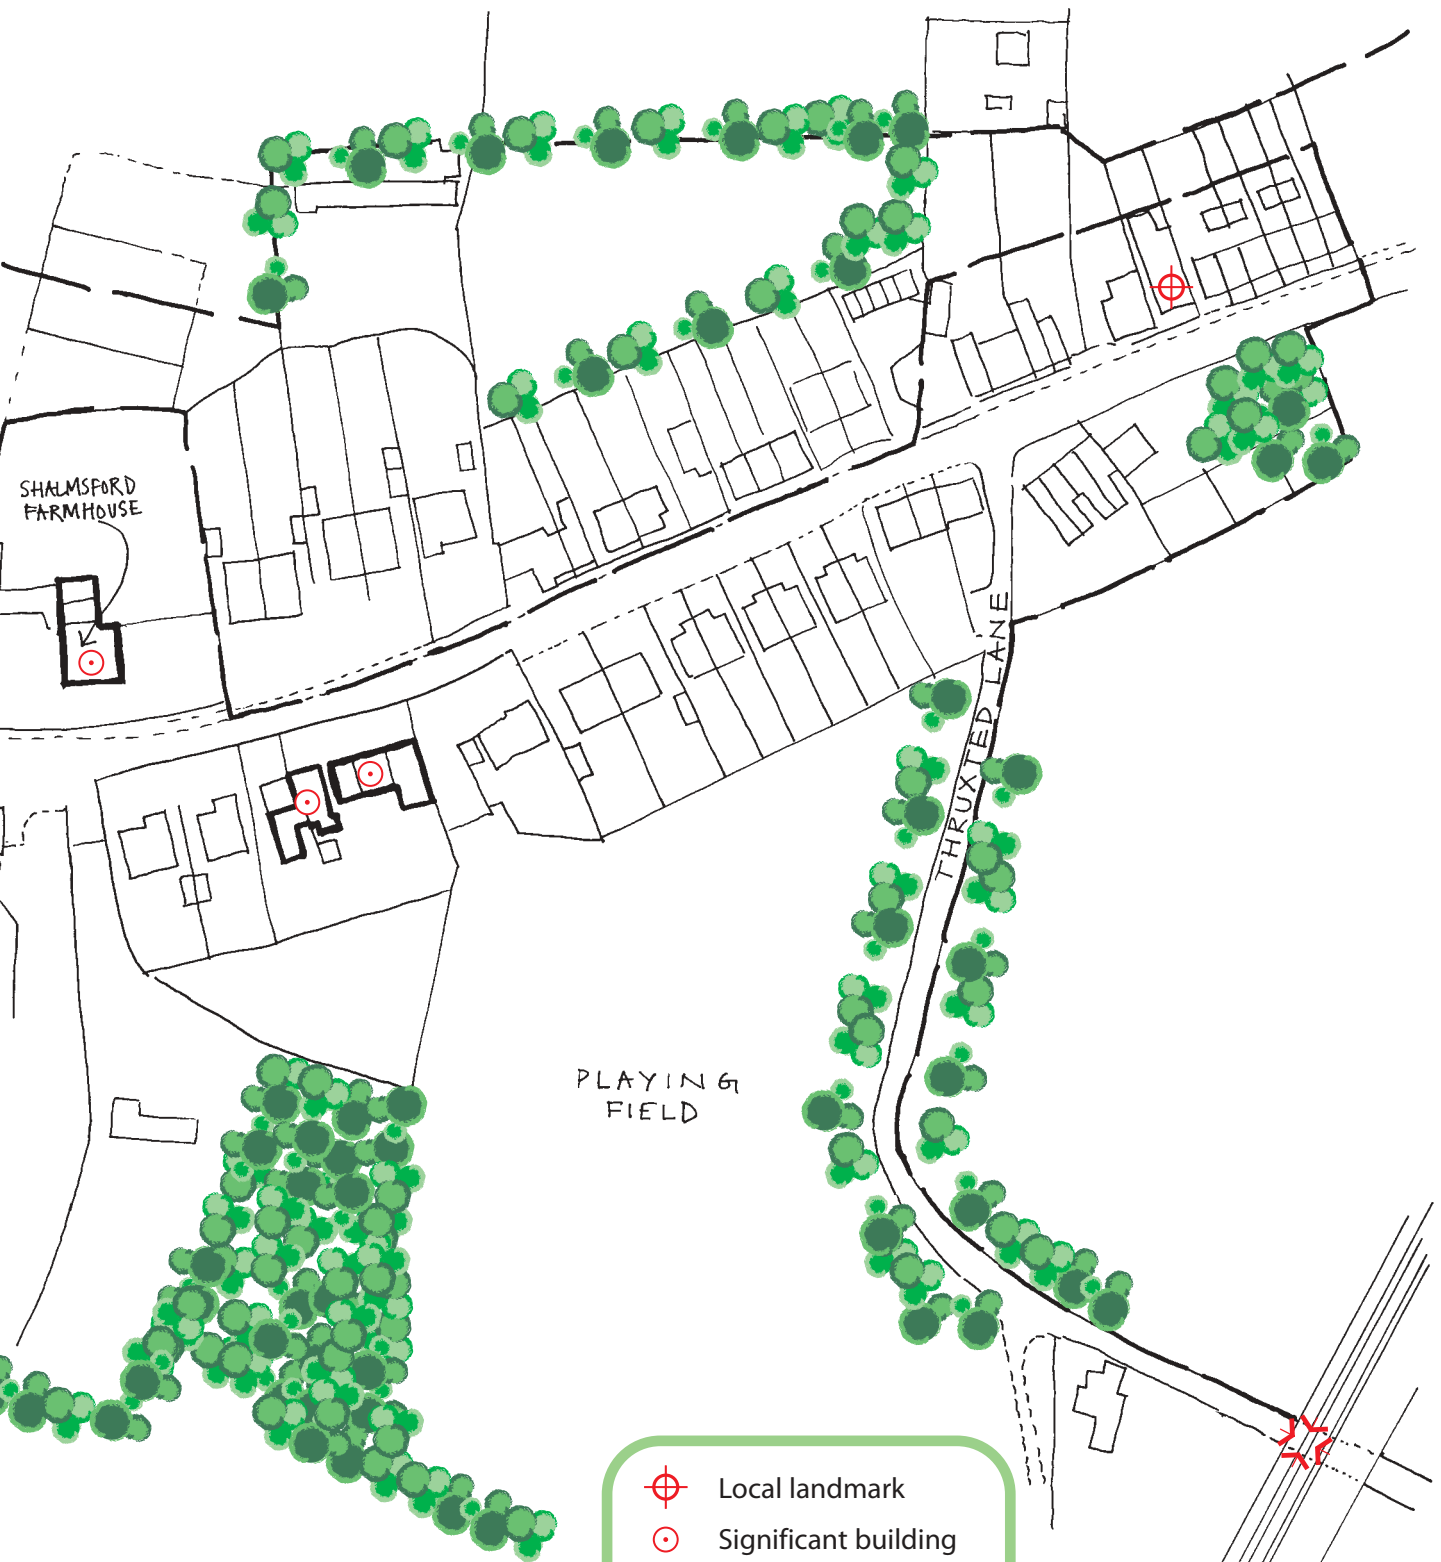 SHALMSFORD
FARMHOUSE
THRUXTED LANE
PLAYING
FIELD
Local landmark
Significant building